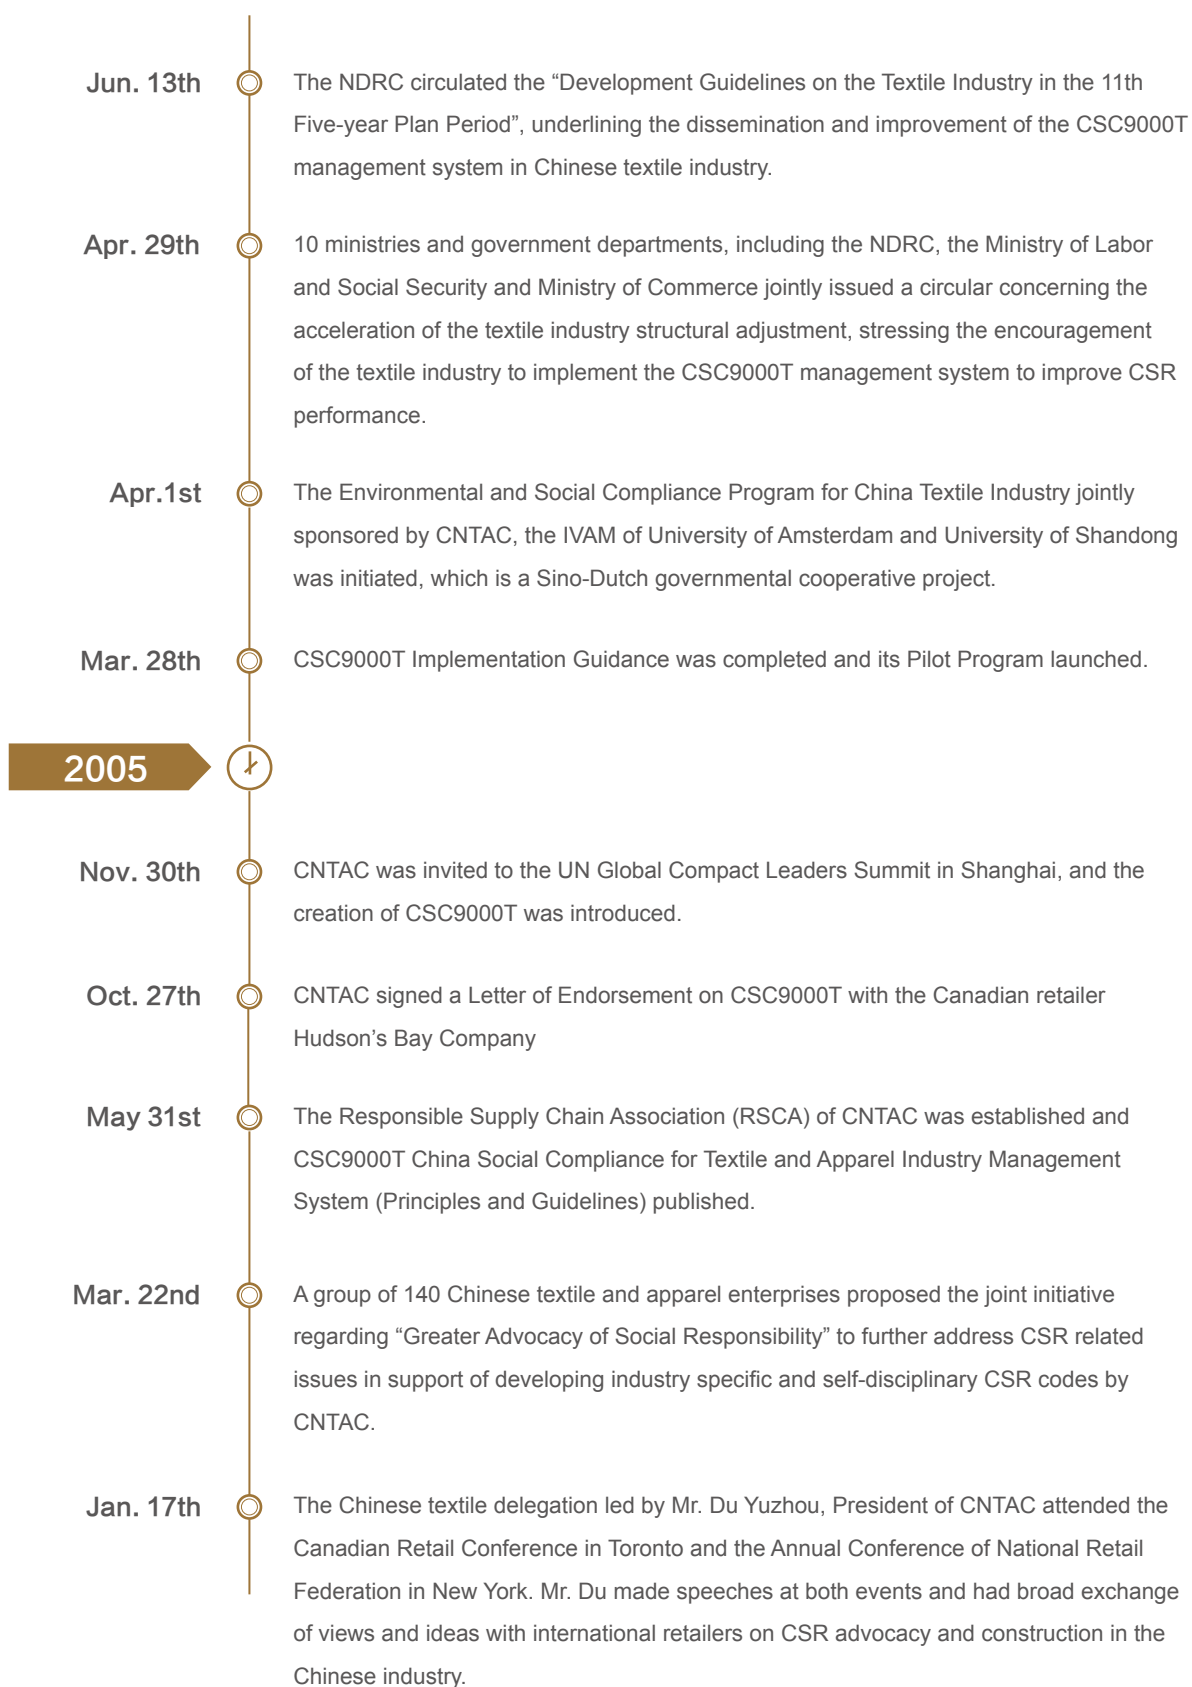 Jun. 13th
The NDRC circulated the “Development Guidelines on the Textile Industry in the 11th
Five-year Plan Period”, underlining the dissemination and improvement of the CSC9000T
management system in Chinese textile industry.
Apr. 29th
10 ministries and government departments, including the NDRC, the Ministry of Labor
and Social Security and Ministry of Commerce jointly issued a circular concerning the
acceleration of the textile industry structural adjustment, stressing the encouragement
of the textile industry to implement the CSC9000T management system to improve CSR
performance.
Apr.1st
The Environmental and Social Compliance Program for China Textile Industry jointly
sponsored by CNTAC, the IVAM of University of Amsterdam and University of Shandong
was initiated, which is a Sino-Dutch governmental cooperative project.
Mar. 28th
CSC9000T Implementation Guidance was completed and its Pilot Program launched.
2005
Nov. 30th
CNTAC was invited to the UN Global Compact Leaders Summit in Shanghai, and the
creation of CSC9000T was introduced.
Oct. 27th
CNTAC signed a Letter of Endorsement on CSC9000T with the Canadian retailer
Hudson’s Bay Company
May 31st
The Responsible Supply Chain Association (RSCA) of CNTAC was established and
CSC9000T China Social Compliance for Textile and Apparel Industry Management
System (Principles and Guidelines) published.
Mar. 22nd
A group of 140 Chinese textile and apparel enterprises proposed the joint initiative
regarding “Greater Advocacy of Social Responsibility” to further address CSR related
issues in support of developing industry specific and self-disciplinary CSR codes by
CNTAC.
Jan. 17th
The Chinese textile delegation led by Mr. Du Yuzhou, President of CNTAC attended the
Canadian Retail Conference in Toronto and the Annual Conference of National Retail
Federation in New York. Mr. Du made speeches at both events and had broad exchange
of views and ideas with international retailers on CSR advocacy and construction in the
Chinese industry.